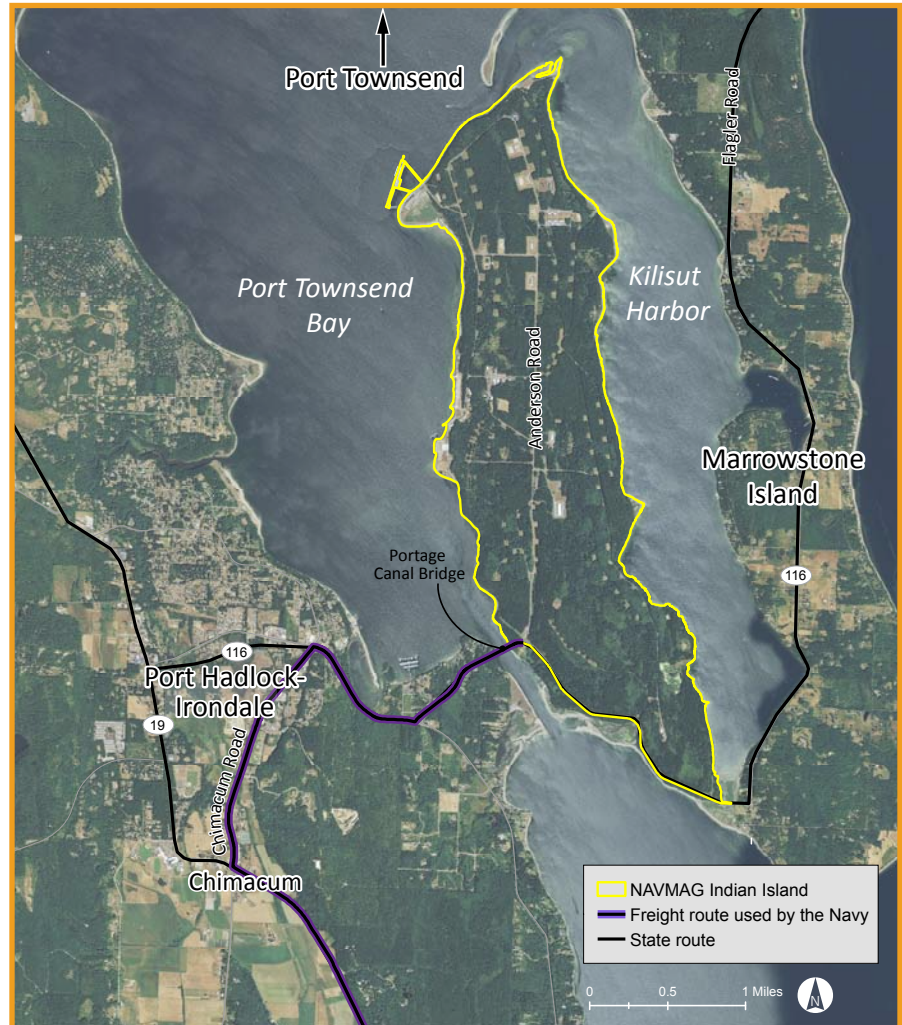 Port Townsend
Flagler Road
Port Townsend
Bay
Kilisut
Harbor
Anderson Road
Marrowstone
Island
Portage
Canal Bridge
116
116
Port Hadlock-
Irondale
19
Chimacum Road
Chimacum
NAVMAG Indian Island
Freight route used by the Navy
State route
0 0.5 1 Miles
N